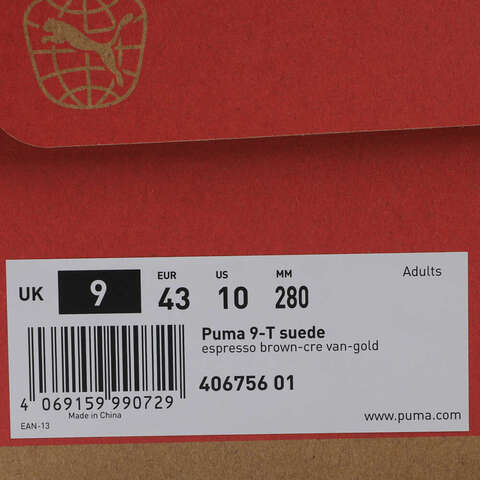 EUR US MM Adults
UK 9 43 10 280
Puma 9-T suede
espresso brown-cre van-gold
406756 01
4 069159 990729
Made in China
EAN-13
www.puma.com